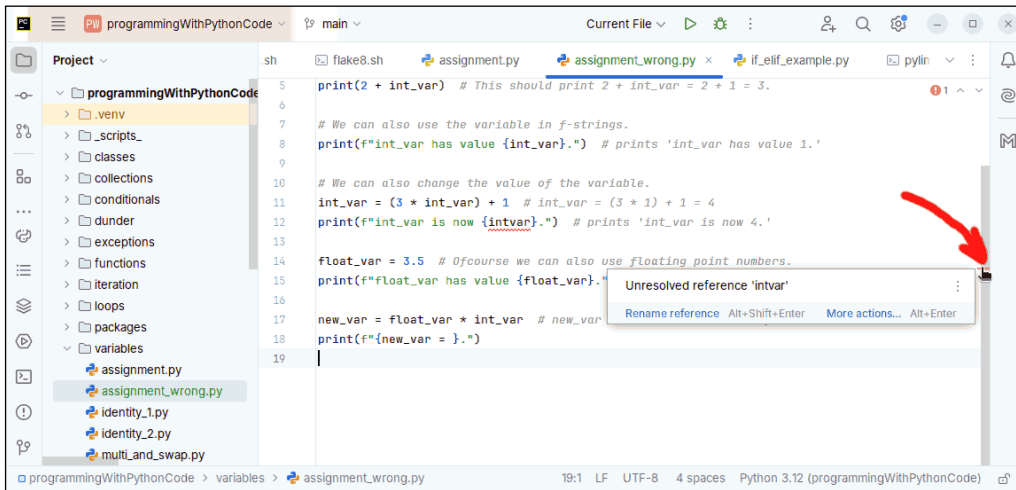 PC PW programmingWithPythonCode main Current File
Project .sh flake8.sh assignment.py assignment_wrong.py × if_elif_example.py pylin
programmingWithPythonCode
.venv
_scripts_
classes
collections
conditionals
dunder
exceptions
functions
iteration
loops
packages
variables
assignment.py
assignment_wrong.py
identity_1.py
identity_2.py
multi_and_swap.py
5 print(2 + int_var) # This should print 2 + int_var = 2 + 1 = 3.
1
6
7 # We can also use the variable in f-strings.
8 print(f"int_var has value {int_var}.") # prints 'int_var has value 1.'
9
10 # We can also change the value of the variable.
11 int_var = (3 * int_var) + 1 # int_var = (3 * 1) + 1 = 4
12 print(f"int_var is now {intvar}.") # prints 'int_var is now 4.'
13
14 float_var = 3.5 # Ofcourse we can also use floating point numbers.
15 print(f"float_var has value {float_var}."
16
17 new_var = float_var * int_var # new_var
18 print(f"{new_var = }.")
19
Unresolved reference 'intvar'
Rename reference Alt+Shift+Enter More actions... Alt+Enter
programmingWithPythonCode > variables > assignment_wrong.py 19:1 LF UTF-8 4 spaces Python 3.12 (programmingWithPythonCode)